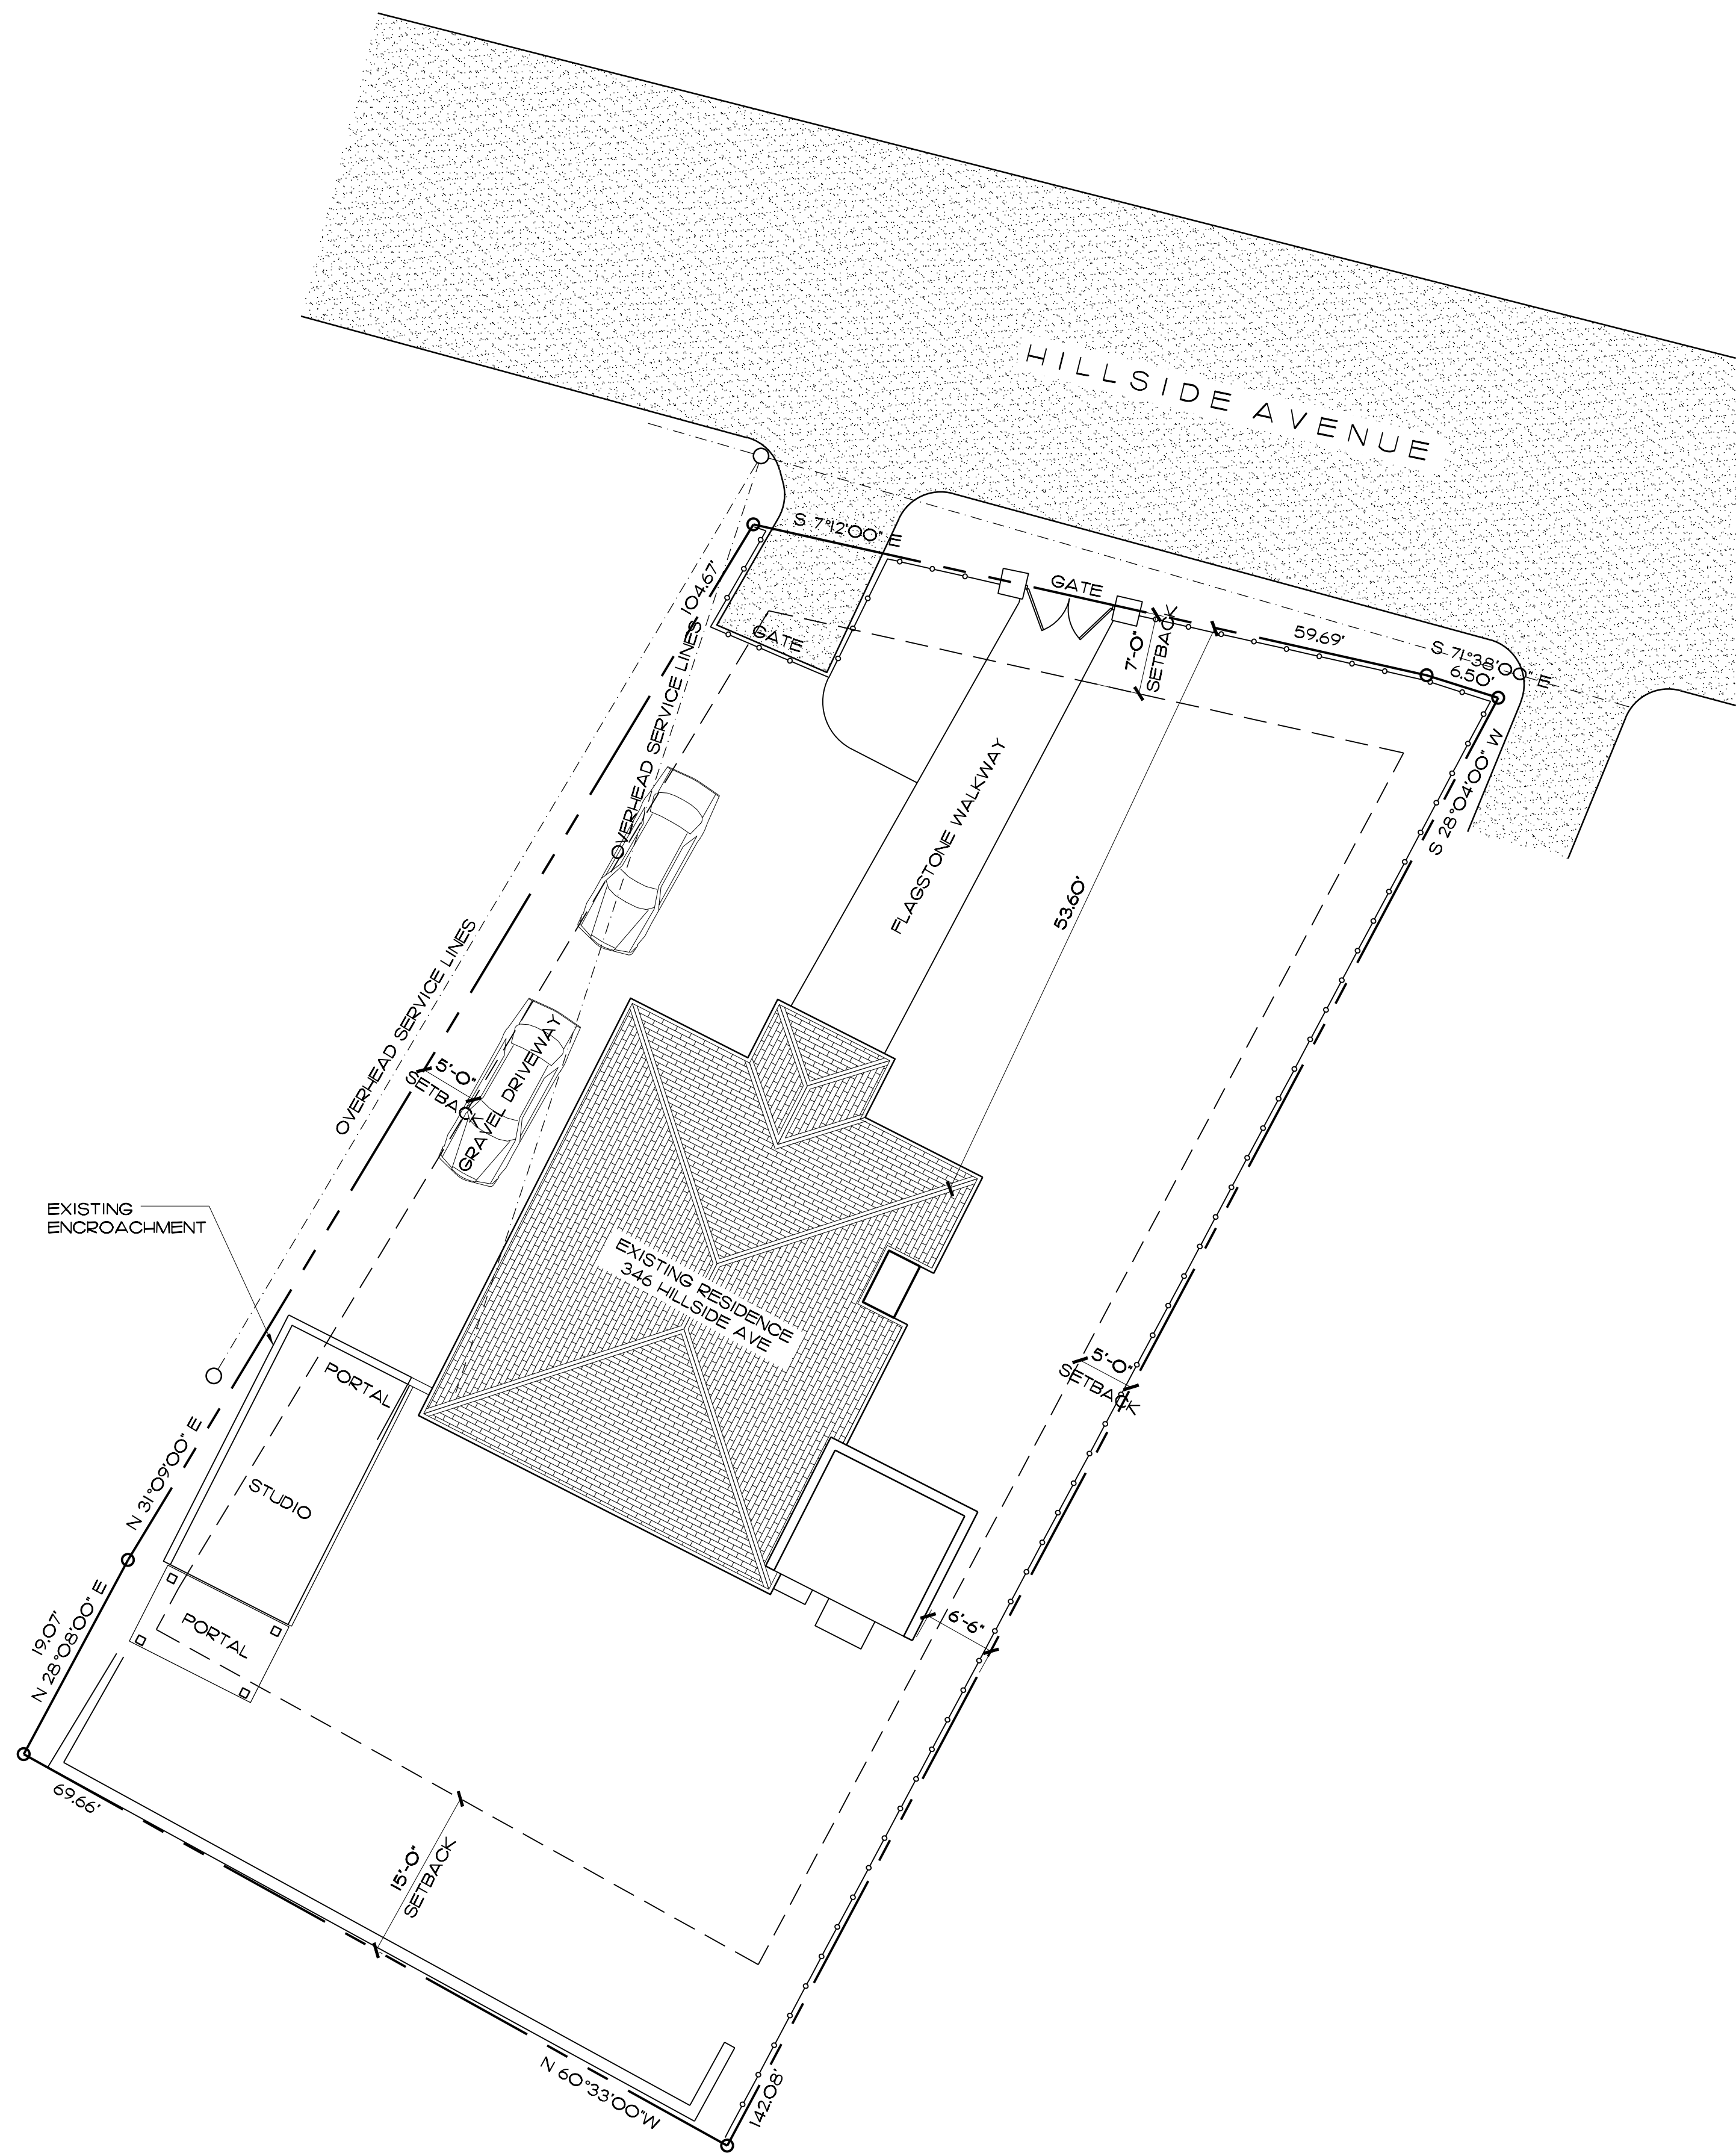 HILLSIDE AVENUE
S 7°12'00" E
GATE
GATE
104.67'
7'-0"
SETBACK
59.69'
S 71°38'00" E
6.50'
S 28°04'00" W
OVERHEAD SERVICE LINES
FLAGSTONE WALKWAY
53.60'
OVERHEAD SERVICE LINES
5'-0"
SETBACK
GRAVEL DRIVEWAY
EXISTING
ENCROACHMENT
EXISTING RESIDENCE
346 HILLSIDE AVE
PORTAL
5'-0"
SETBACK
N 31°09'00" E
STUDIO
19.07'
N 28°08'00" E
PORTAL
6'-6"
69.66'
15'-0"
SETBACK
N 60°33'00"W
142.08'